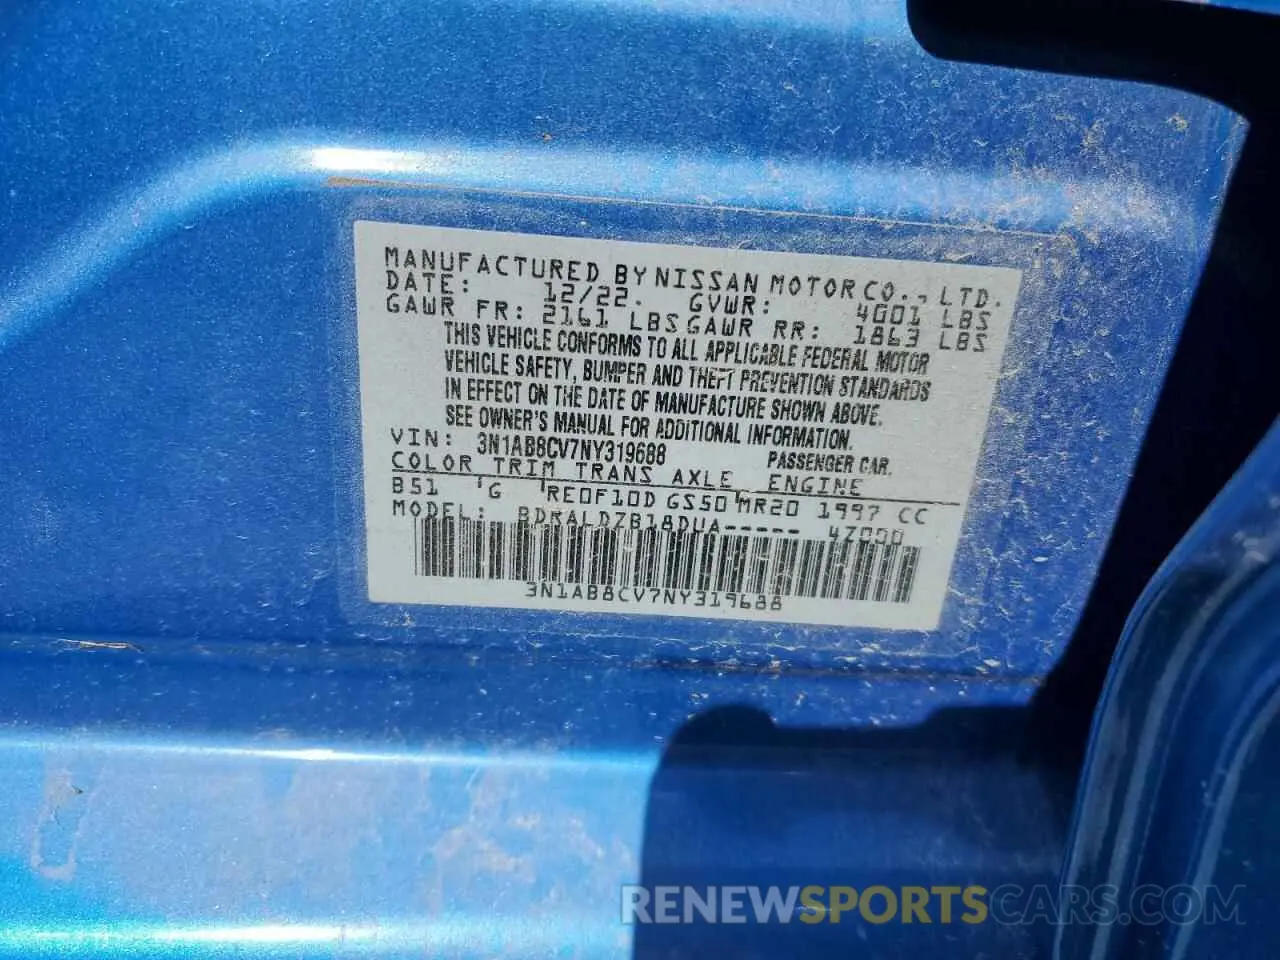 MANUFACTURED BY NISSAN MOTOR CO., LTD.
DATE: 12/22. GVWR: 4001 LBS
GAWR FR: 2161 LBS GAWR RR: 1863 LBS
THIS VEHICLE CONFORMS TO ALL APPLICABLE FEDERAL MOTOR
VEHICLE SAFETY, BUMPER AND THEFT PREVENTION STANDARDS
IN EFFECT ON THE DATE OF MANUFACTURE SHOWN ABOVE.
SEE OWNER'S MANUAL FOR ADDITIONAL INFORMATION.
VIN: 3N1AB8CV7NY319688 PASSENGER CAR.
COLOR TRIM TRANS AXLE ENGINE
B51 G RE0F10D GS50 MR20 1997 CC
MODEL: BDRALDZB18DUA----- 4Z000
3N1AB8CV7NY319688
RENEWSPORTSCARS.COM